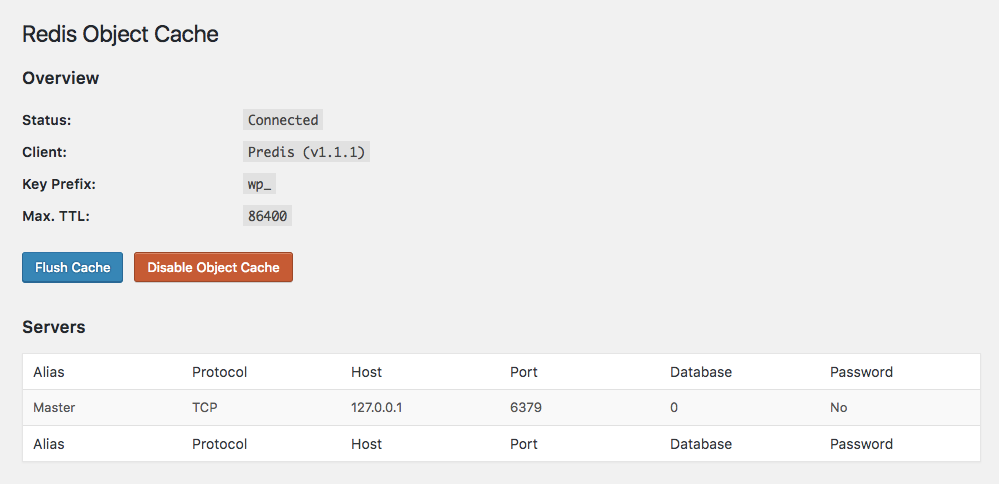 Redis Object Cache
Overview
Status: Connected
Client: Predis (v1.1.1)
Key Prefix: wp_
Max. TTL: 86400
Flush Cache Disable Object Cache
Servers
Alias Protocol Host Port Database Password
Master TCP 127.0.0.1 6379 0 No
Alias Protocol Host Port Database Password